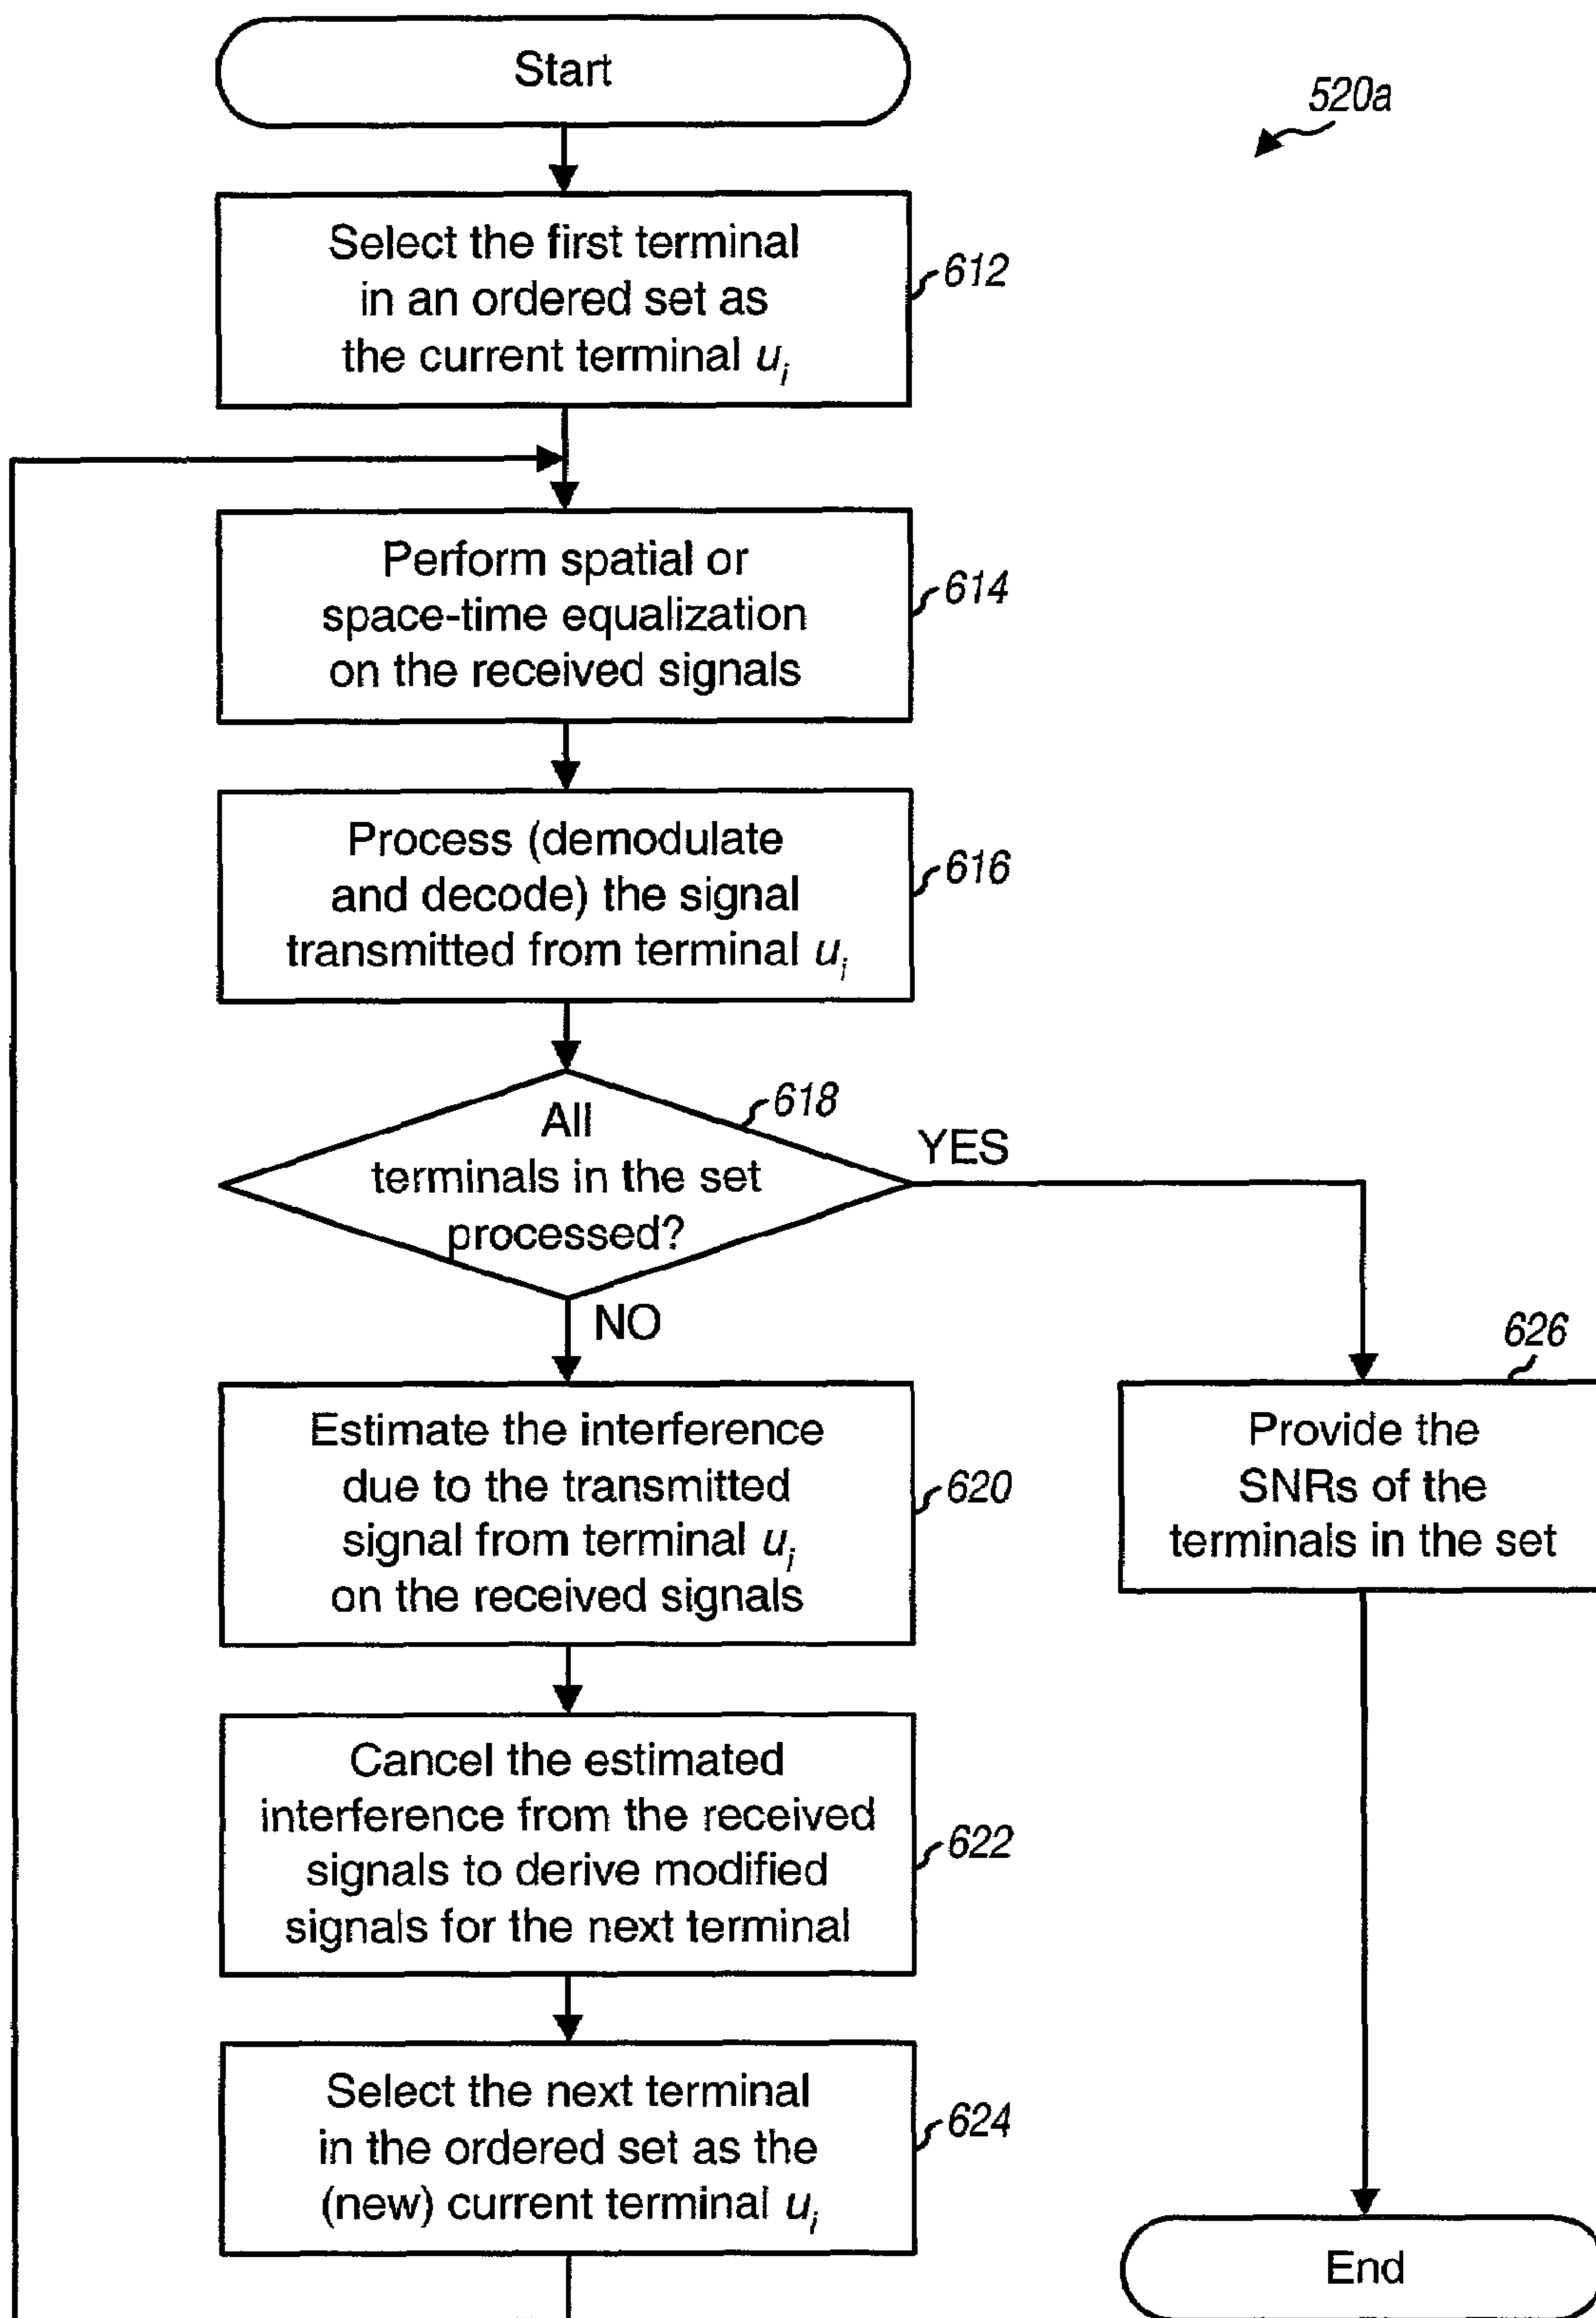 Start
520a
Select the first terminal
in an ordered set as
the current terminal u_i
612
Perform spatial or
space-time equalization
on the received signals
614
Process (demodulate
and decode) the signal
transmitted from terminal u_i
616
All
terminals in the set
processed?
618
YES
NO
Estimate the interference
due to the transmitted
signal from terminal u_i
on the received signals
620
626
Provide the
SNRs of the
terminals in the set
Cancel the estimated
interference from the received
signals to derive modified
signals for the next terminal
622
Select the next terminal
in the ordered set as the
(new) current terminal u_i
624
End